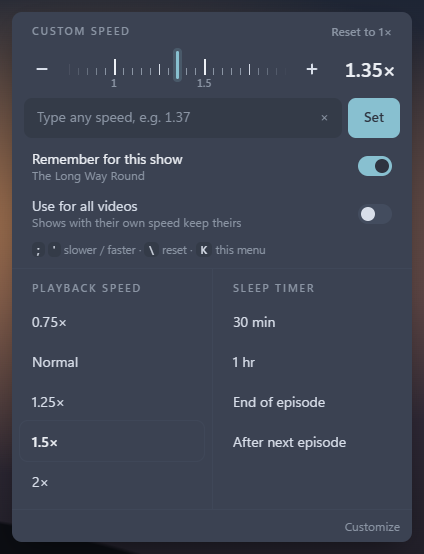 CUSTOM SPEED
Reset to 1×
− + 1.35×
1 1.5
Type any speed, e.g. 1.37 ×
Set
Remember for this show
The Long Way Round
Use for all videos
Shows with their own speed keep theirs
; ' slower / faster · \ reset · K this menu
PLAYBACK SPEED
0.75×
Normal
1.25×
1.5×
2×
SLEEP TIMER
30 min
1 hr
End of episode
After next episode
Customize